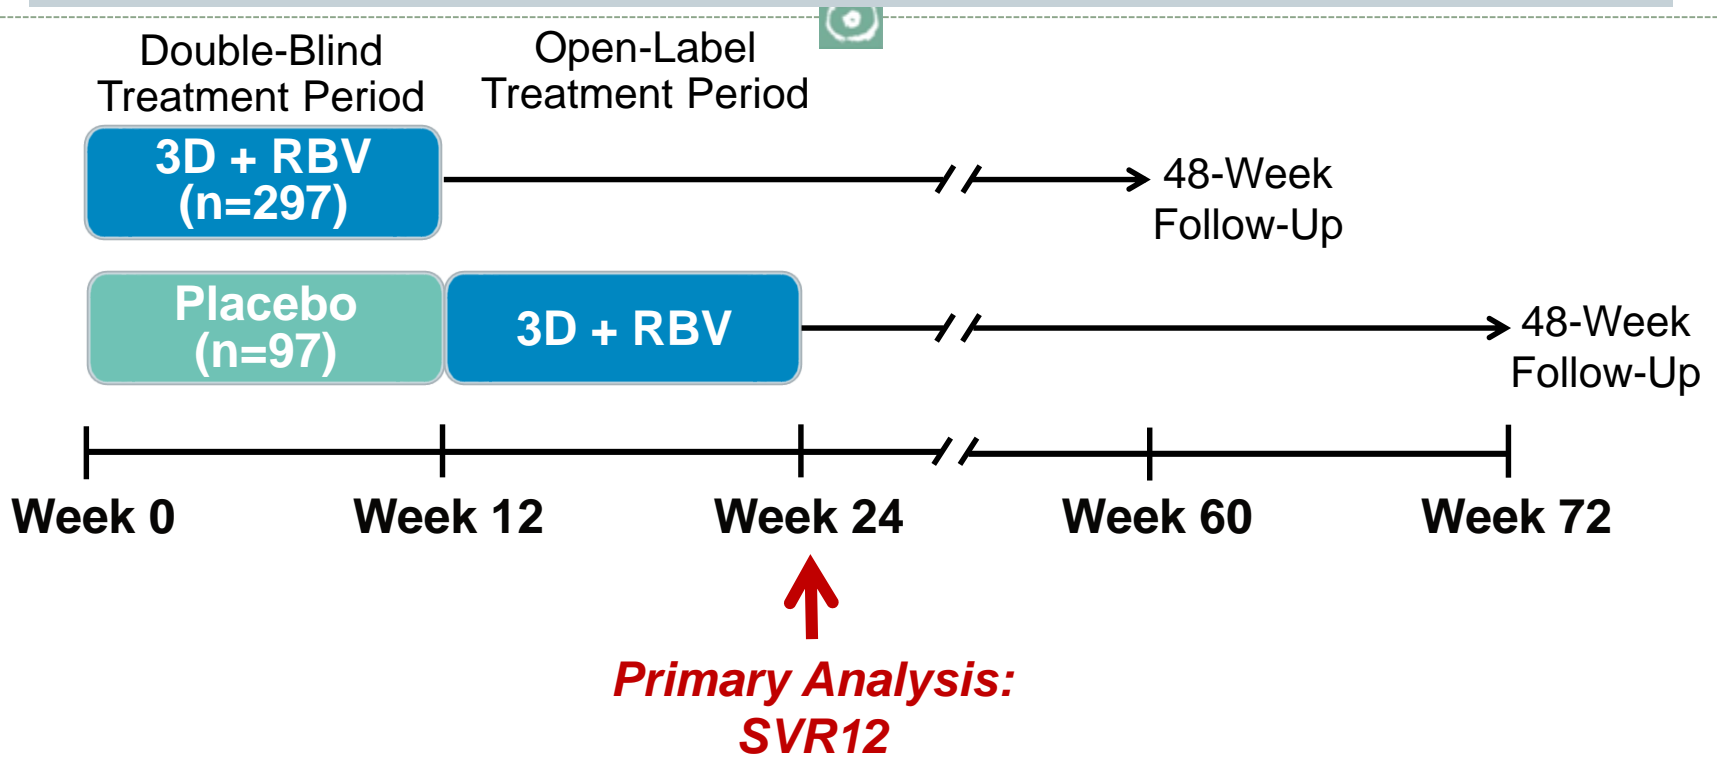 Double-Blind
Treatment Period
Open-Label
Treatment Period
3D + RBV
(n=297)
48-Week
Follow-Up
Placebo
(n=97)
3D + RBV
48-Week
Follow-Up
Week 0
Week 12
Week 24
Week 60
Week 72
Primary Analysis:
SVR12